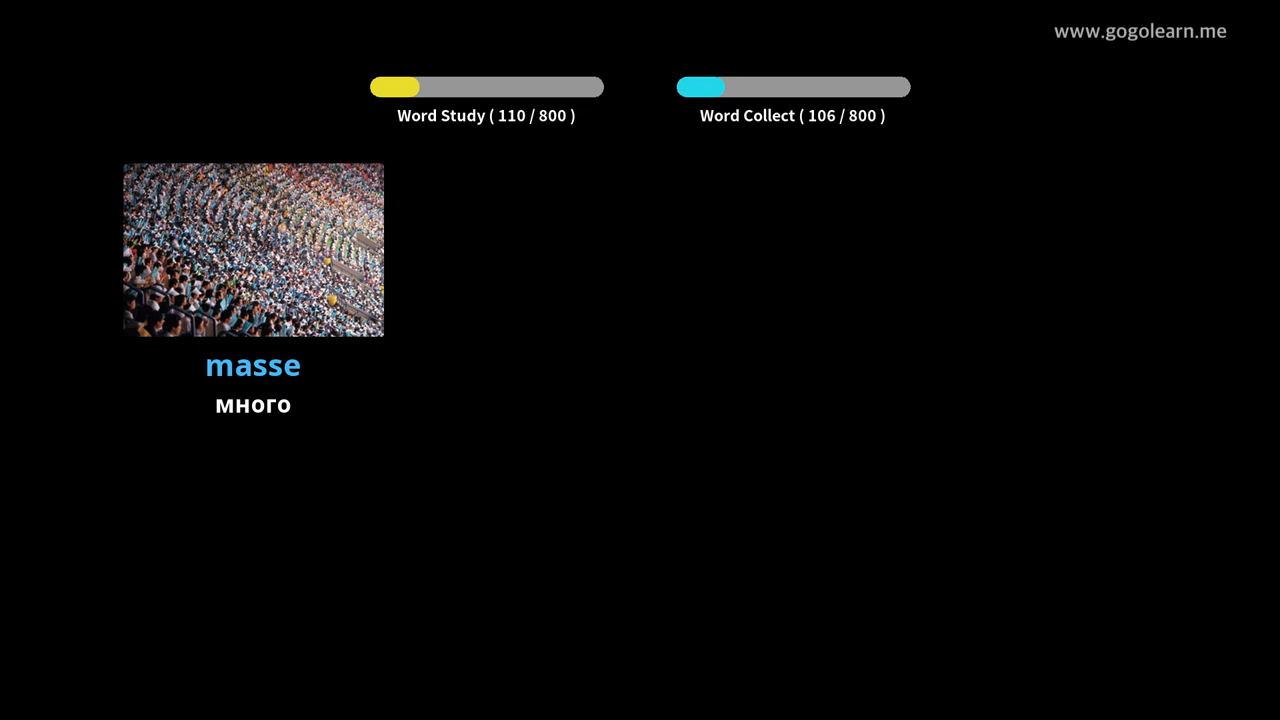 www.gogolearn.me
Word Study ( 110 / 800 )
Word Collect ( 106 / 800 )
masse
много